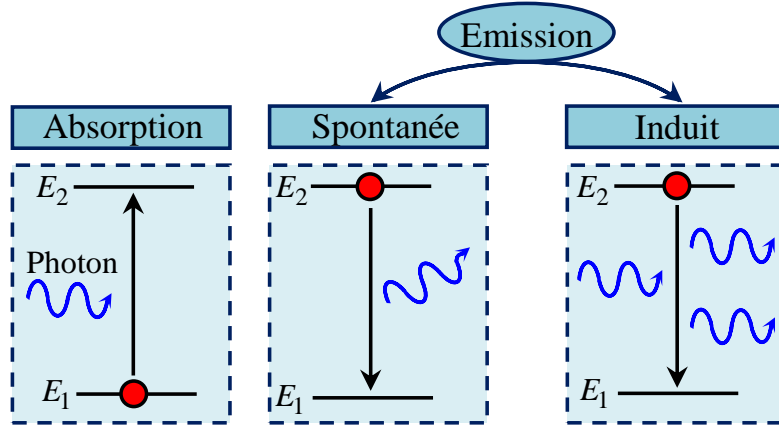 Emission
Absorption
Spontanée
Induit
E2
Photon
E1
E2
E1
E2
E1